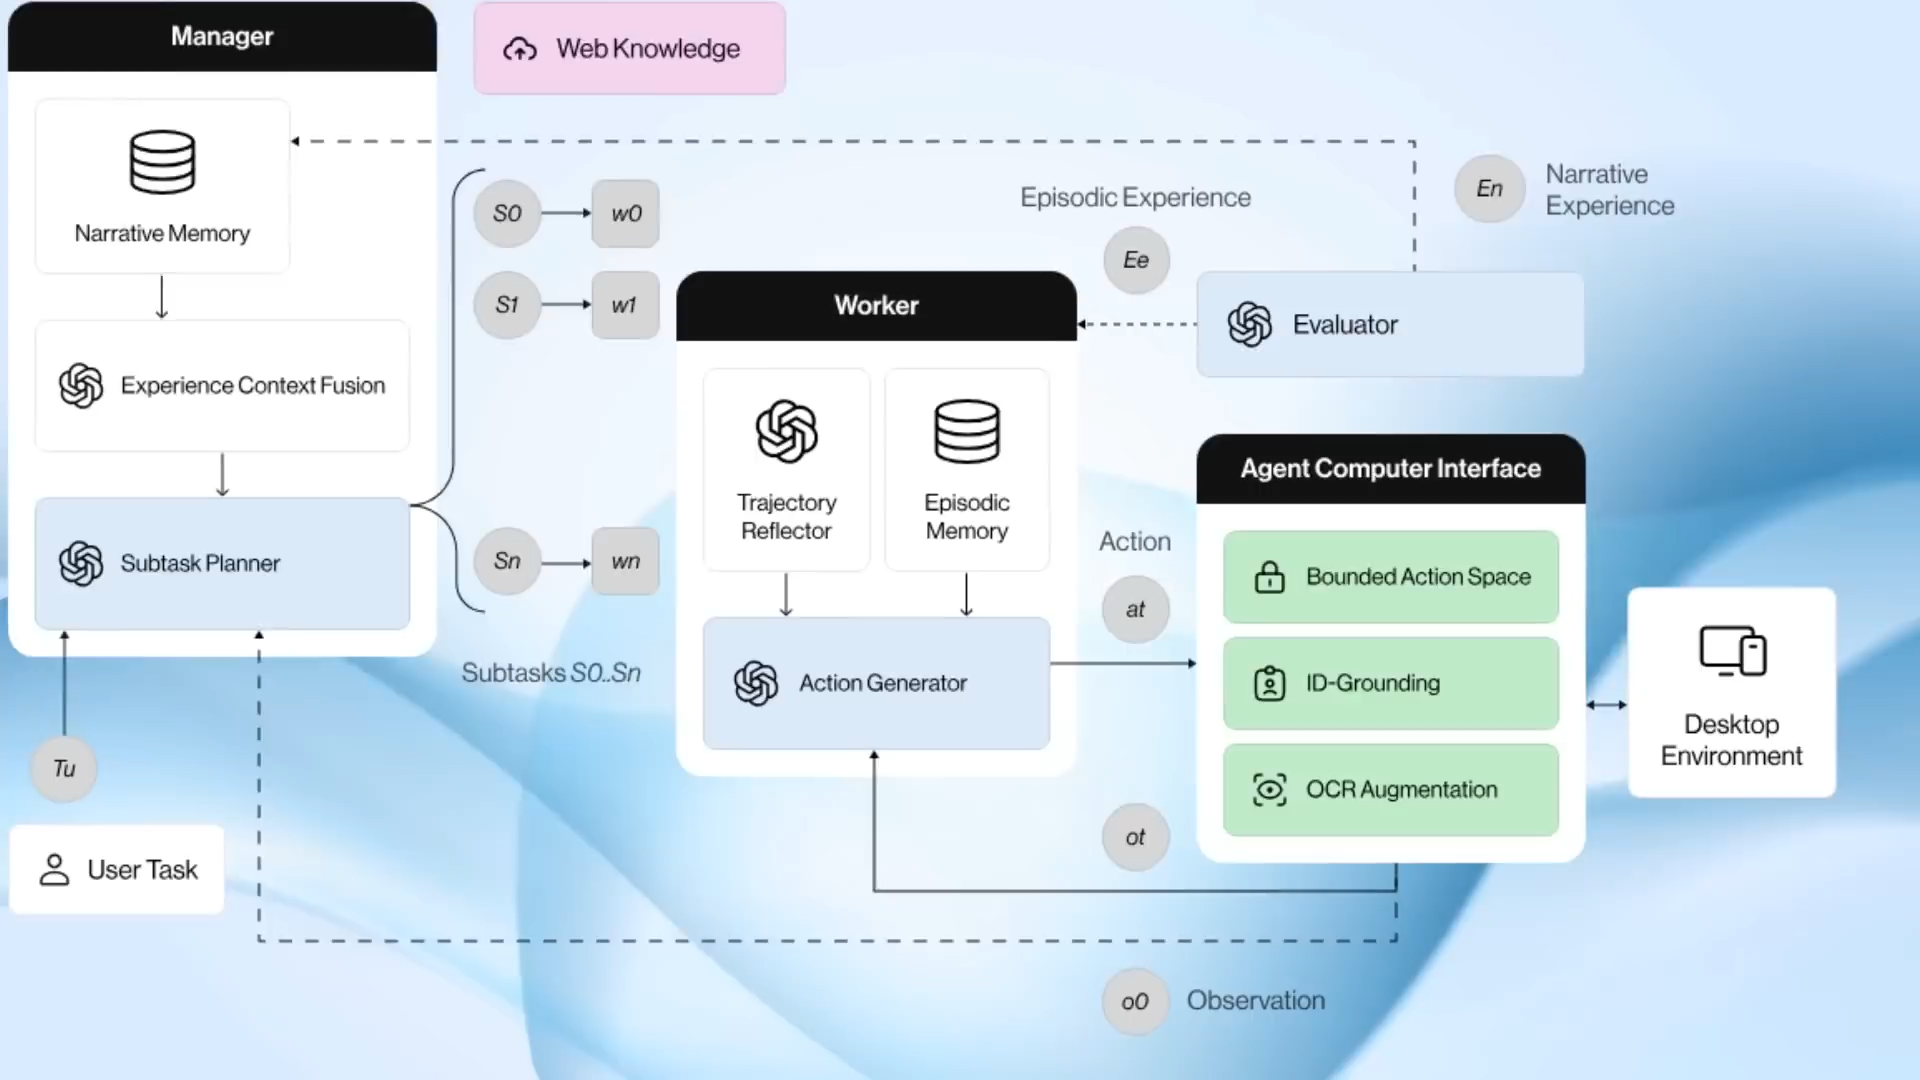 Manager
Web Knowledge
Narrative Memory
Experience Context Fusion
Subtask Planner
Tu
User Task
S0
w0
S1
w1
Sn
wn
Subtasks S0..Sn
Worker
Trajectory
Reflector
Episodic
Memory
Action Generator
Episodic Experience
Ee
En
Narrative
Experience
Evaluator
Action
at
Agent Computer Interface
Bounded Action Space
ID-Grounding
OCR Augmentation
Desktop
Environment
ot
o0
Observation